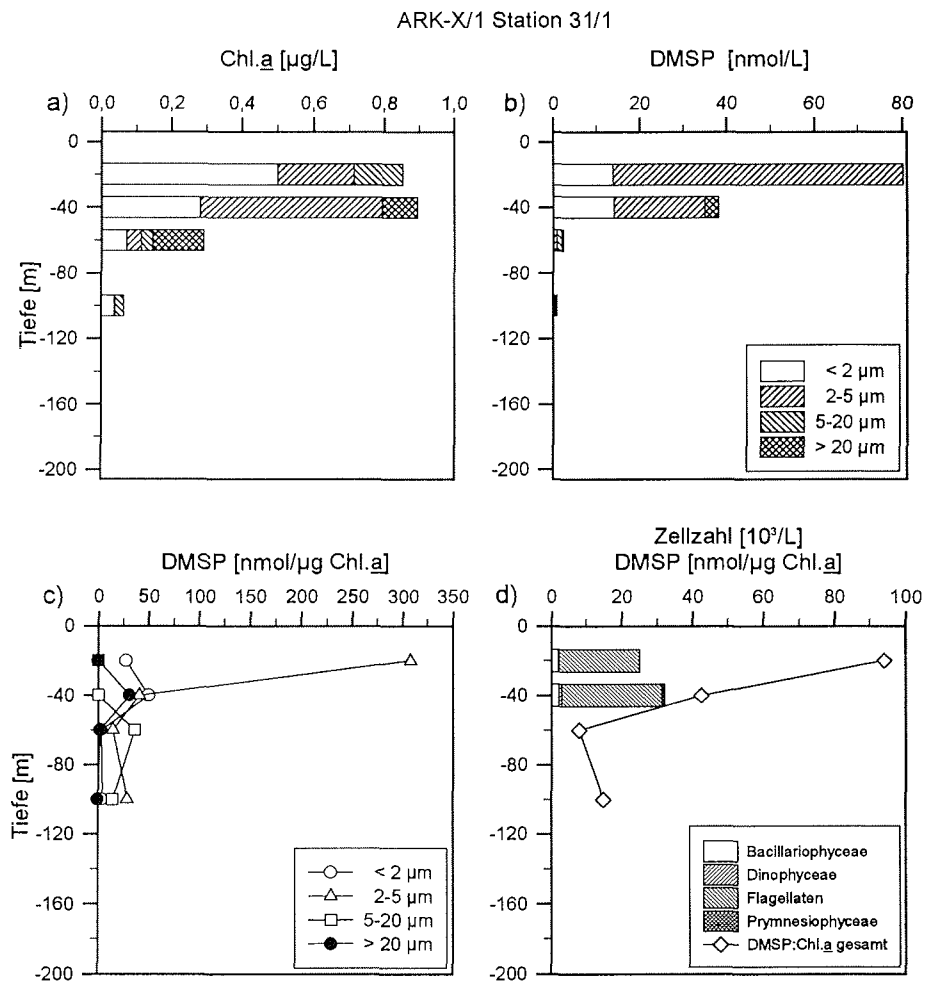 ARK-X/1 Station 31/1
Chl.a [µg/L]
a)
0,0 0,2 0,4 0,6 0,8 1,0
Tiefe [m]
0
-40
-80
-120
-160
-200
DMSP [nmol/L]
b)
0 20 40 60 80
0
-40
-80
-120
-160
-200
< 2 µm
2-5 µm
5-20 µm
> 20 µm
DMSP [nmol/µg Chl.a]
c)
0 50 100 150 200 250 300 350
Tiefe [m]
0
-40
-80
-120
-160
-200
< 2 µm
2-5 µm
5-20 µm
> 20 µm
Zellzahl [10³/L]
DMSP [nmol/µg Chl.a]
d)
0 20 40 60 80 100
0
-40
-80
-120
-160
-200
Bacillariophyceae
Dinophyceae
Flagellaten
Prymnesiophyceae
DMSP:Chl.a gesamt